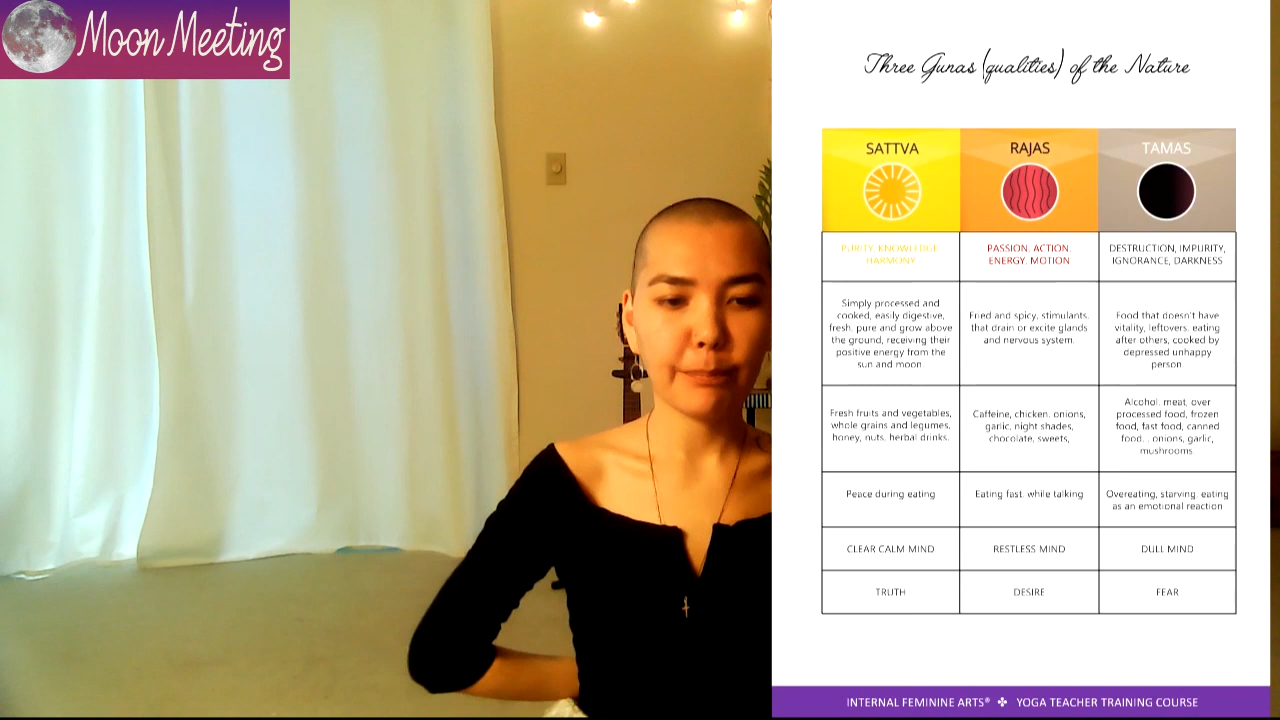 Moon Meeting
Three Gunas (qualities) of the Nature
SATTVA
RAJAS
TAMAS
PURITY, KNOWLEDGE
HARMONY
PASSION, ACTION,
ENERGY, MOTION
DESTRUCTION, IMPURITY,
IGNORANCE, DARKNESS
Simply processed and
cooked, easily digestive,
fresh, pure and grow above
the ground, receiving their
positive energy from the
sun and moon.
Fried and spicy, stimulants,
that drain or excite glands
and nervous system.
Food that doesn't have
vitality, leftovers, eating
after others, cooked by
depressed unhappy
person
Fresh fruits and vegetables,
whole grains and legumes,
honey, nuts, herbal drinks.
Caffeine, chicken, onions,
garlic, night shades,
chocolate, sweets,
Alcohol, meat, over
processed food, frozen
food, fast food, canned
food... onions, garlic,
mushrooms.
Peace during eating
Eating fast, while talking
Overeating, starving, eating
as an emotional reaction
CLEAR CALM MIND
RESTLESS MIND
DULL MIND
TRUTH
DESIRE
FEAR
INTERNAL FEMININE ARTS® ✤ YOGA TEACHER TRAINING COURSE